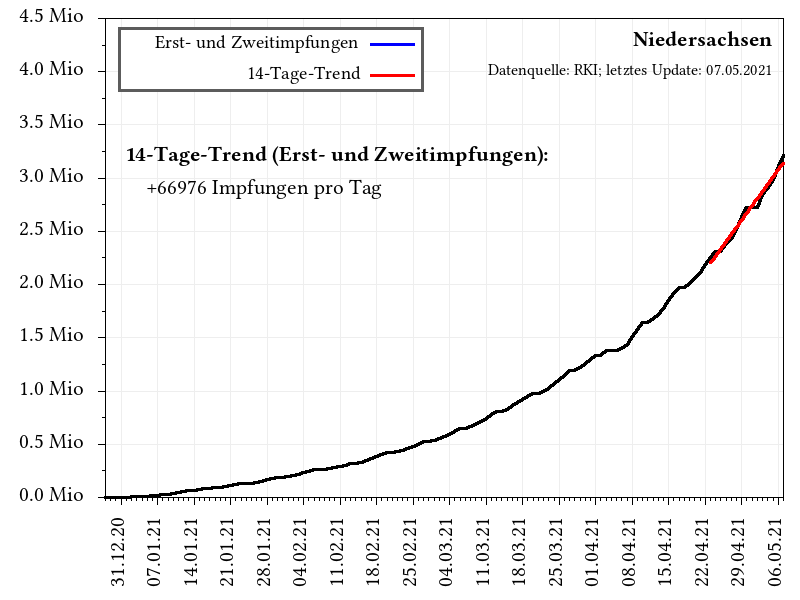 4.5 Mio
4.0 Mio
3.5 Mio
3.0 Mio
2.5 Mio
2.0 Mio
1.5 Mio
1.0 Mio
0.5 Mio
0.0 Mio
Erst- und Zweitimpfungen
14-Tage-Trend
Niedersachsen
Datenquelle: RKI; letztes Update: 07.05.2021
14-Tage-Trend (Erst- und Zweitimpfungen):
+66976 Impfungen pro Tag
31.12.20
07.01.21
14.01.21
21.01.21
28.01.21
04.02.21
11.02.21
18.02.21
25.02.21
04.03.21
11.03.21
18.03.21
25.03.21
01.04.21
08.04.21
15.04.21
22.04.21
29.04.21
06.05.21